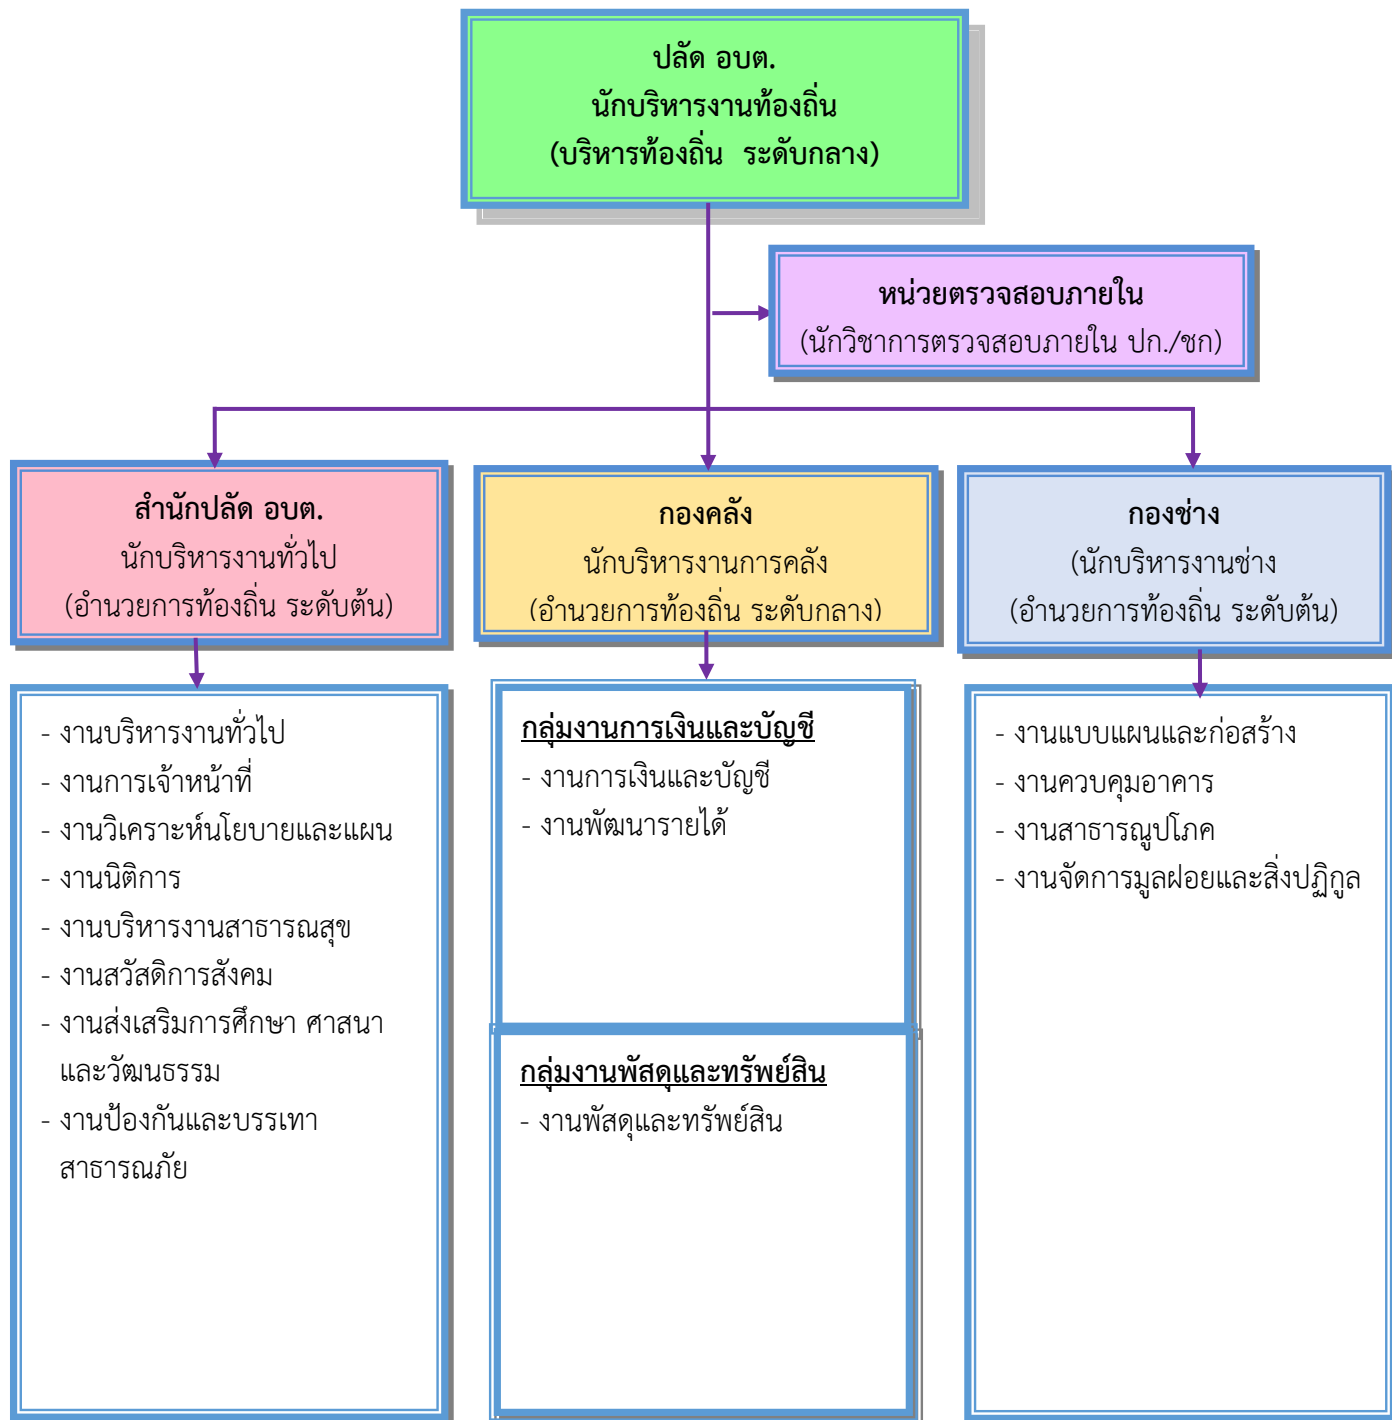 ปลัด อบต.
นักบริหารงานท้องถิ่น
(บริหารท้องถิ่น ระดับกลาง)
หน่วยตรวจสอบภายใน
(นักวิชาการตรวจสอบภายใน ปก./ชก)
สำนักปลัด อบต.
นักบริหารงานทั่วไป
(อำนวยการท้องถิ่น ระดับต้น)
กองคลัง
นักบริหารงานการคลัง
(อำนวยการท้องถิ่น ระดับกลาง)
กองช่าง
(นักบริหารงานช่าง
(อำนวยการท้องถิ่น ระดับต้น)
- งานบริหารงานทั่วไป
- งานการเจ้าหน้าที่
- งานวิเคราะห์นโยบายและแผน
- งานนิติการ
- งานบริหารงานสาธารณสุข
- งานสวัสดิการสังคม
- งานส่งเสริมการศึกษา ศาสนา
และวัฒนธรรม
- งานป้องกันและบรรเทา
สาธารณภัย
กลุ่มงานการเงินและบัญชี
- งานการเงินและบัญชี
- งานพัฒนารายได้
กลุ่มงานพัสดุและทรัพย์สิน
- งานพัสดุและทรัพย์สิน
- งานแบบแผนและก่อสร้าง
- งานควบคุมอาคาร
- งานสาธารณูปโภค
- งานจัดการมูลฝอยและสิ่งปฏิกูล